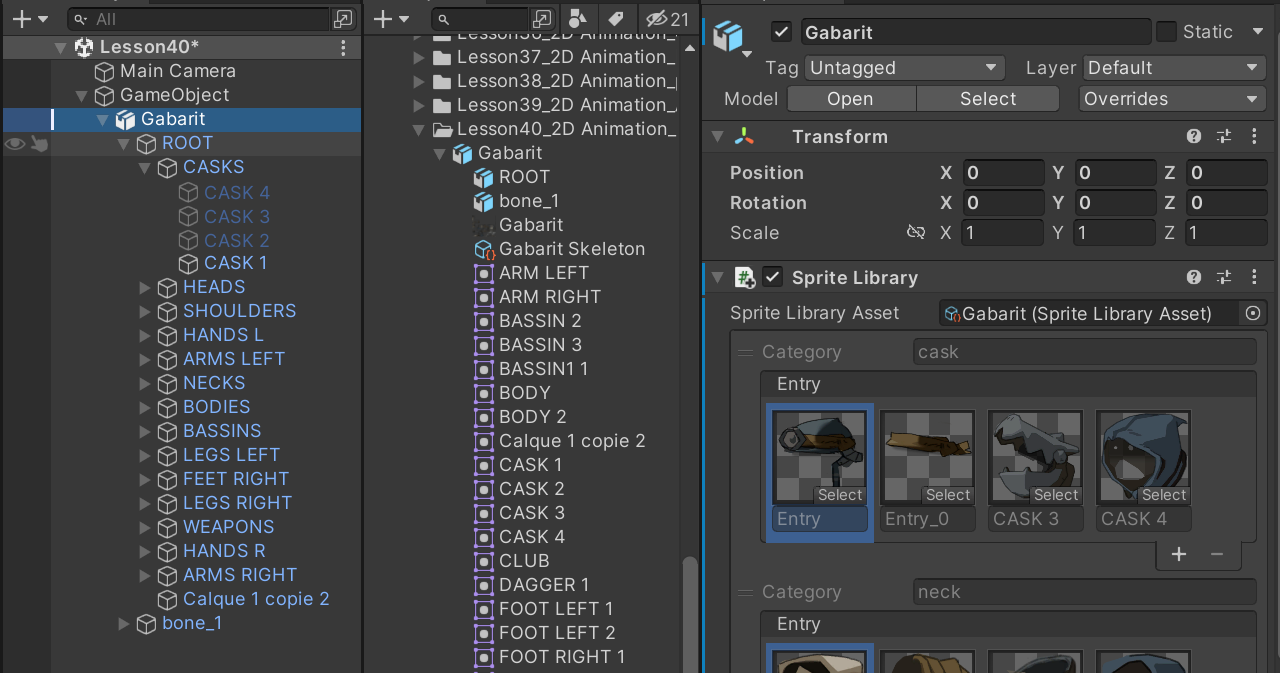 All
Lesson40*
Main Camera
GameObject
Gabarit
ROOT
CASKS
CASK 4
CASK 3
CASK 2
CASK 1
HEADS
SHOULDERS
HANDS L
ARMS LEFT
NECKS
BODIES
BASSINS
LEGS LEFT
FEET RIGHT
LEGS RIGHT
WEAPONS
HANDS R
ARMS RIGHT
Calque 1 copie 2
bone_1
21
Lesson37_2D Animation_
Lesson38_2D Animation_
Lesson39_2D Animation_
Lesson40_2D Animation_
Gabarit
ROOT
bone_1
Gabarit
Gabarit Skeleton
ARM LEFT
ARM RIGHT
BASSIN 2
BASSIN 3
BASSIN1 1
BODY
BODY 2
Calque 1 copie 2
CASK 1
CASK 2
CASK 3
CASK 4
CLUB
DAGGER 1
FOOT LEFT 1
FOOT LEFT 2
FOOT RIGHT 1
Gabarit Static
Tag Untagged Layer Default
Model Open Select Overrides
Transform
Position X 0 Y 0 Z 0
Rotation X 0 Y 0 Z 0
Scale X 1 Y 1 Z 1
# Sprite Library
Sprite Library Asset Gabarit (Sprite Library Asset)
Category cask
Entry
Select Select Select Select
Entry Entry_0 CASK 3 CASK 4
Category neck
Entry